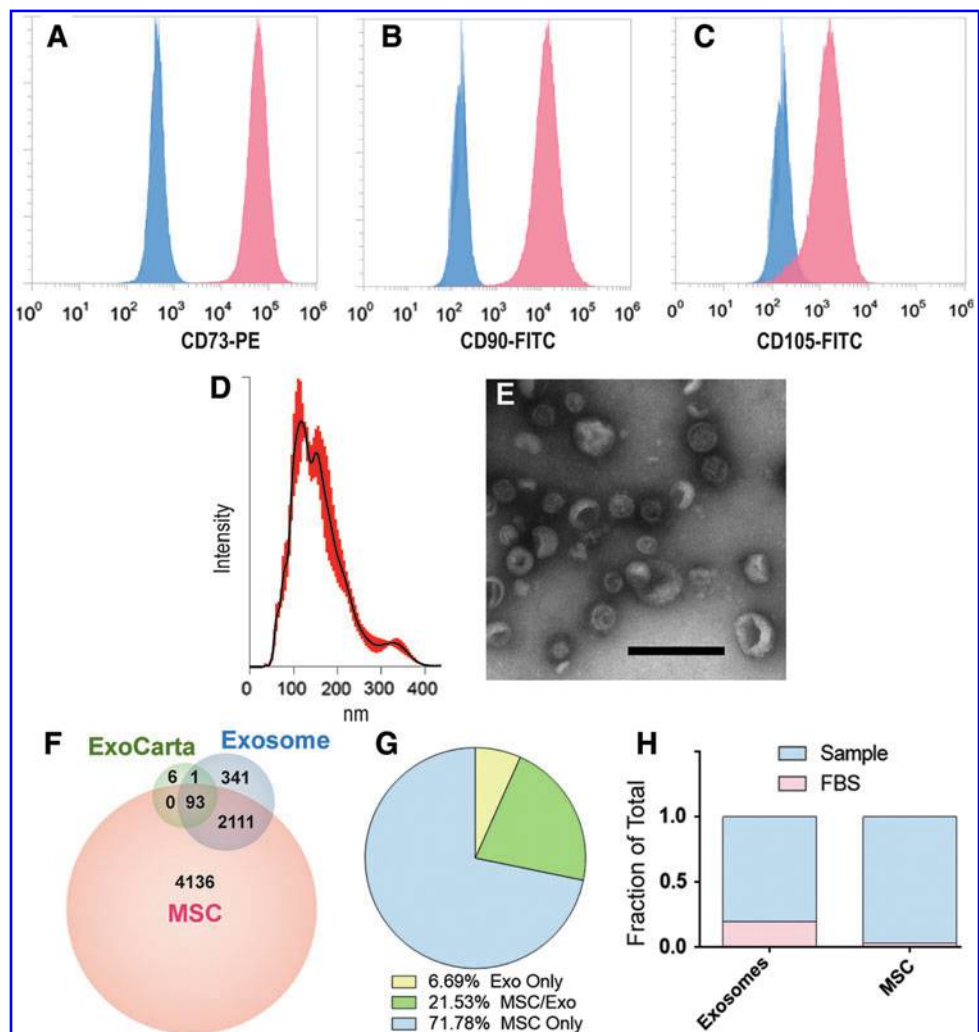 A
B
C
10⁰ 10¹ 10² 10³ 10⁴ 10⁵ 10⁶
10⁰ 10¹ 10² 10³ 10⁴ 10⁵ 10⁶
10⁰ 10¹ 10² 10³ 10⁴ 10⁵ 10⁶
CD73-PE
CD90-FITC
CD105-FITC
D
Intensity
0 100 200 300 400
nm
E
F
ExoCarta
Exosome
6 1 341
0 93
2111
4136
MSC
G
6.69% Exo Only
21.53% MSC/Exo
71.78% MSC Only
H
Sample
FBS
Fraction of Total
1.0
0.5
0.0
Exosomes
MSC